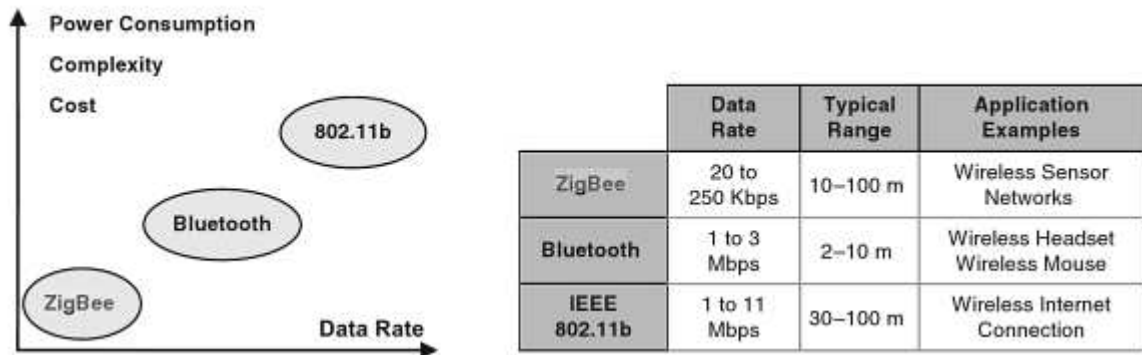 Power Consumption
Complexity
Cost
802.11b
Bluetooth
ZigBee
Data Rate
Data Typical Application
Rate Range Examples
ZigBee 20 to 250 Kbps 10–100 m Wireless Sensor Networks
Bluetooth 1 to 3 Mbps 2–10 m Wireless Headset Wireless Mouse
IEEE 802.11b 1 to 11 Mbps 30–100 m Wireless Internet Connection